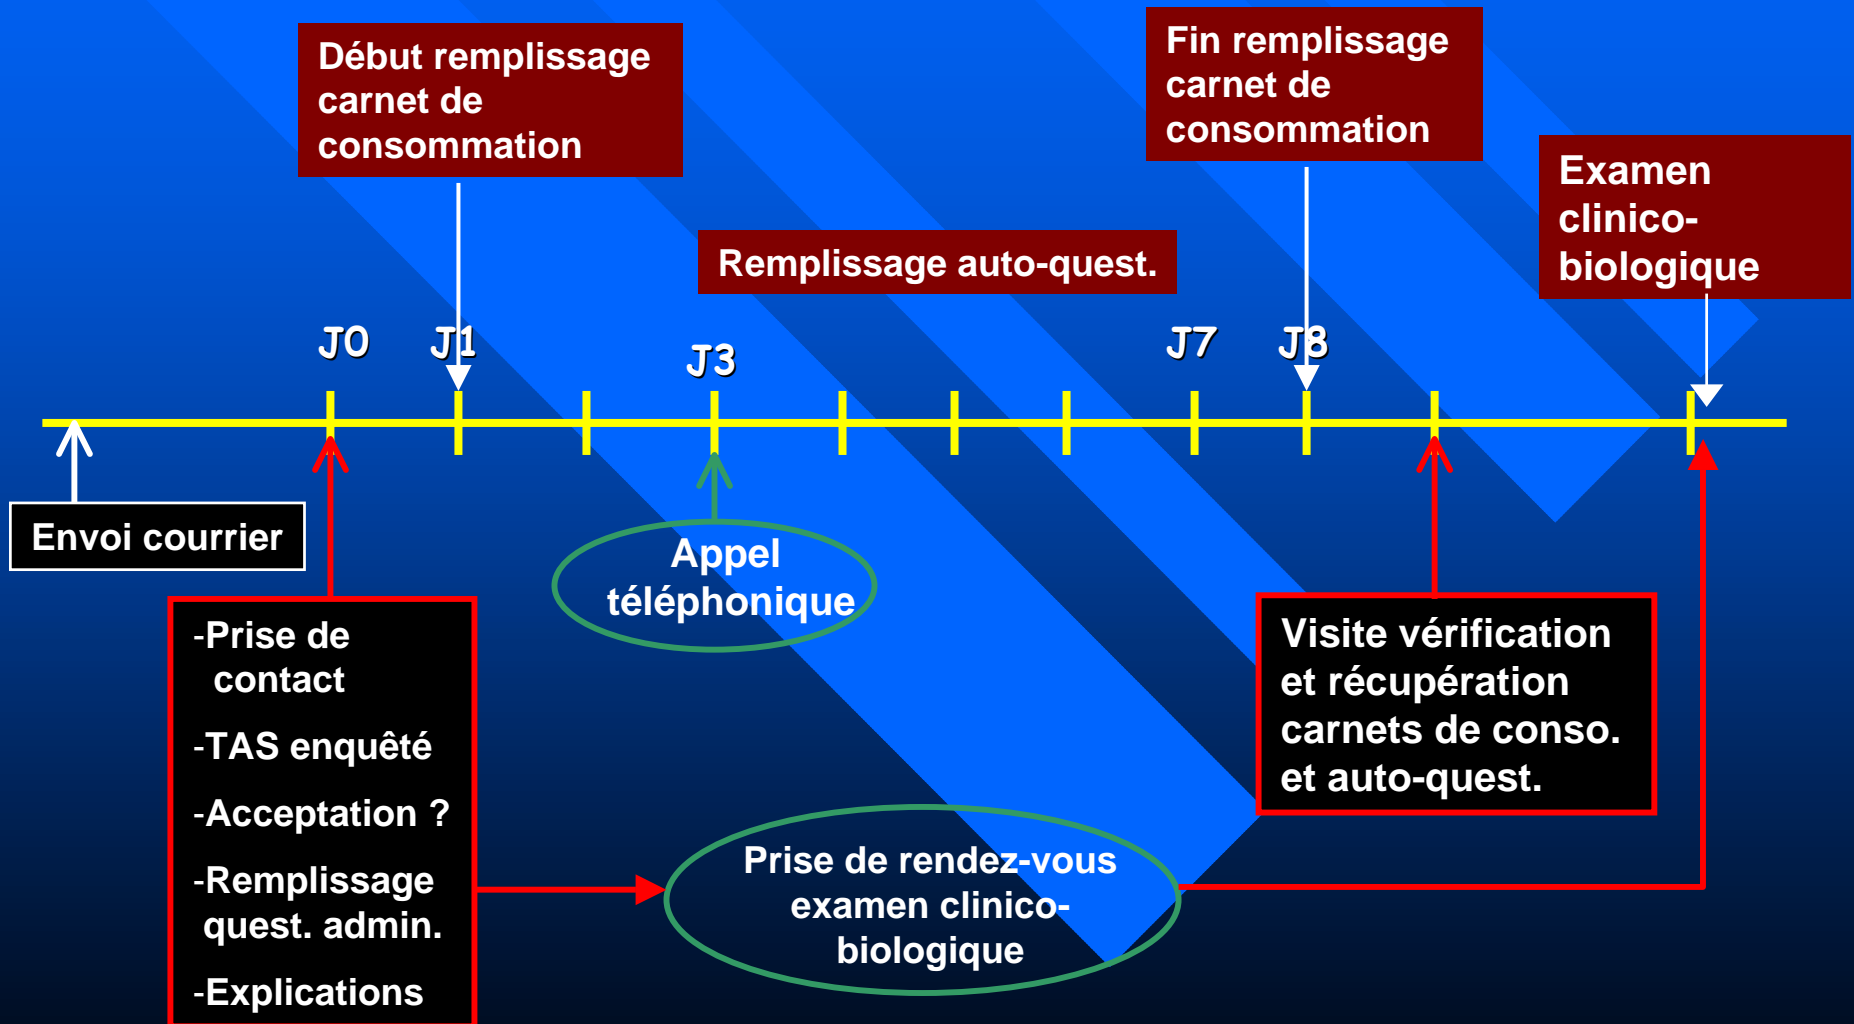 Début remplissage
carnet de
consommation
Fin remplissage
carnet de
consommation
Examen
clinico-
biologique
Remplissage auto-quest.
J0
J1
J3
J7
J8
Envoi courrier
Appel
téléphonique
-Prise de
contact
-TAS enquêté
-Acceptation ?
-Remplissage
quest. admin.
-Explications
Visite vérification
et récupération
carnets de conso.
et auto-quest.
Prise de rendez-vous
examen clinico-
biologique